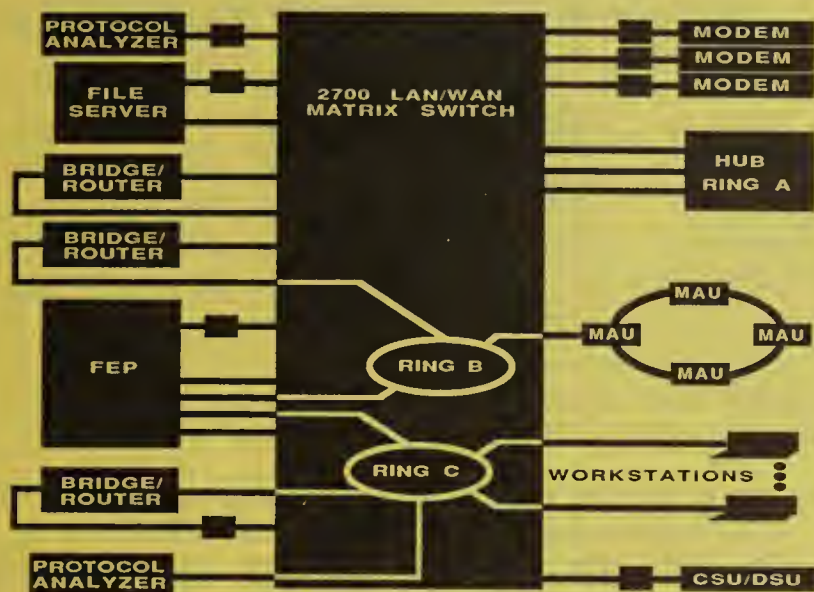 PROTOCOL
ANALYZER
FILE
SERVER
BRIDGE/
ROUTER
BRIDGE/
ROUTER
FEP
BRIDGE/
ROUTER
PROTOCOL
ANALYZER
2700 LAN/WAN
MATRIX SWITCH
RING B
RING C
MODEM
MODEM
MODEM
HUB
RING A
MAU
MAU
MAU
MAU
WORKSTATIONS
CSU/DSU